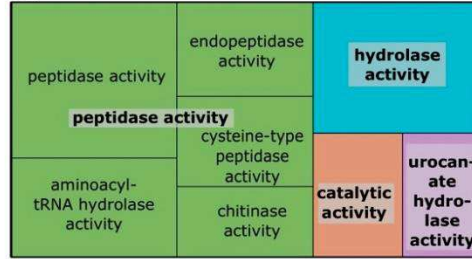 peptidase activity
endopeptidase
activity
hydrolase
activity
peptidase activity
cysteine-type
peptidase
activity
aminoacyl-
tRNA hydrolase
activity
chitinase
activity
catalytic
activity
urocan-
ate
hydro-
lase
activity